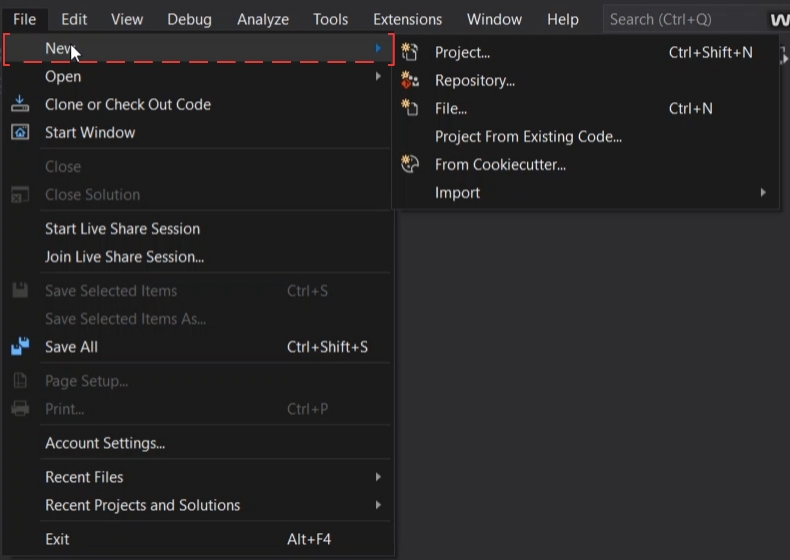 File Edit View Debug Analyze Tools Extensions Window Help Search (Ctrl+Q)
New
Open
Clone or Check Out Code
Start Window
Close
Close Solution
Start Live Share Session
Join Live Share Session...
Save Selected Items Ctrl+S
Save Selected Items As...
Save All Ctrl+Shift+S
Page Setup...
Print... Ctrl+P
Account Settings...
Recent Files
Recent Projects and Solutions
Exit Alt+F4
Project... Ctrl+Shift+N
Repository...
File... Ctrl+N
Project From Existing Code...
From Cookiecutter...
Import